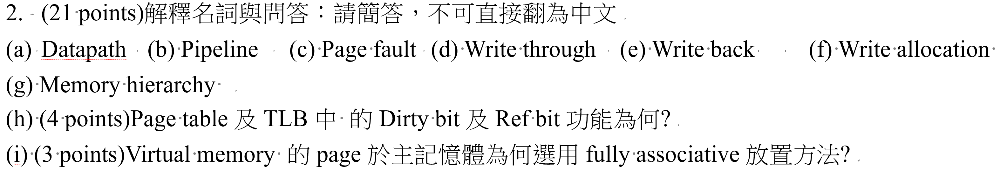 2. (21 points)解釋名詞與問答：請簡答，不可直接翻為中文
(a) Datapath (b) Pipeline (c) Page fault (d) Write through (e) Write back (f) Write allocation
(g) Memory hierarchy
(h) (4 points)Page table 及 TLB 中 的 Dirty bit 及 Ref bit 功能為何?
(i) (3 points)Virtual memory 的 page 於主記憶體為何選用 fully associative 放置方法?